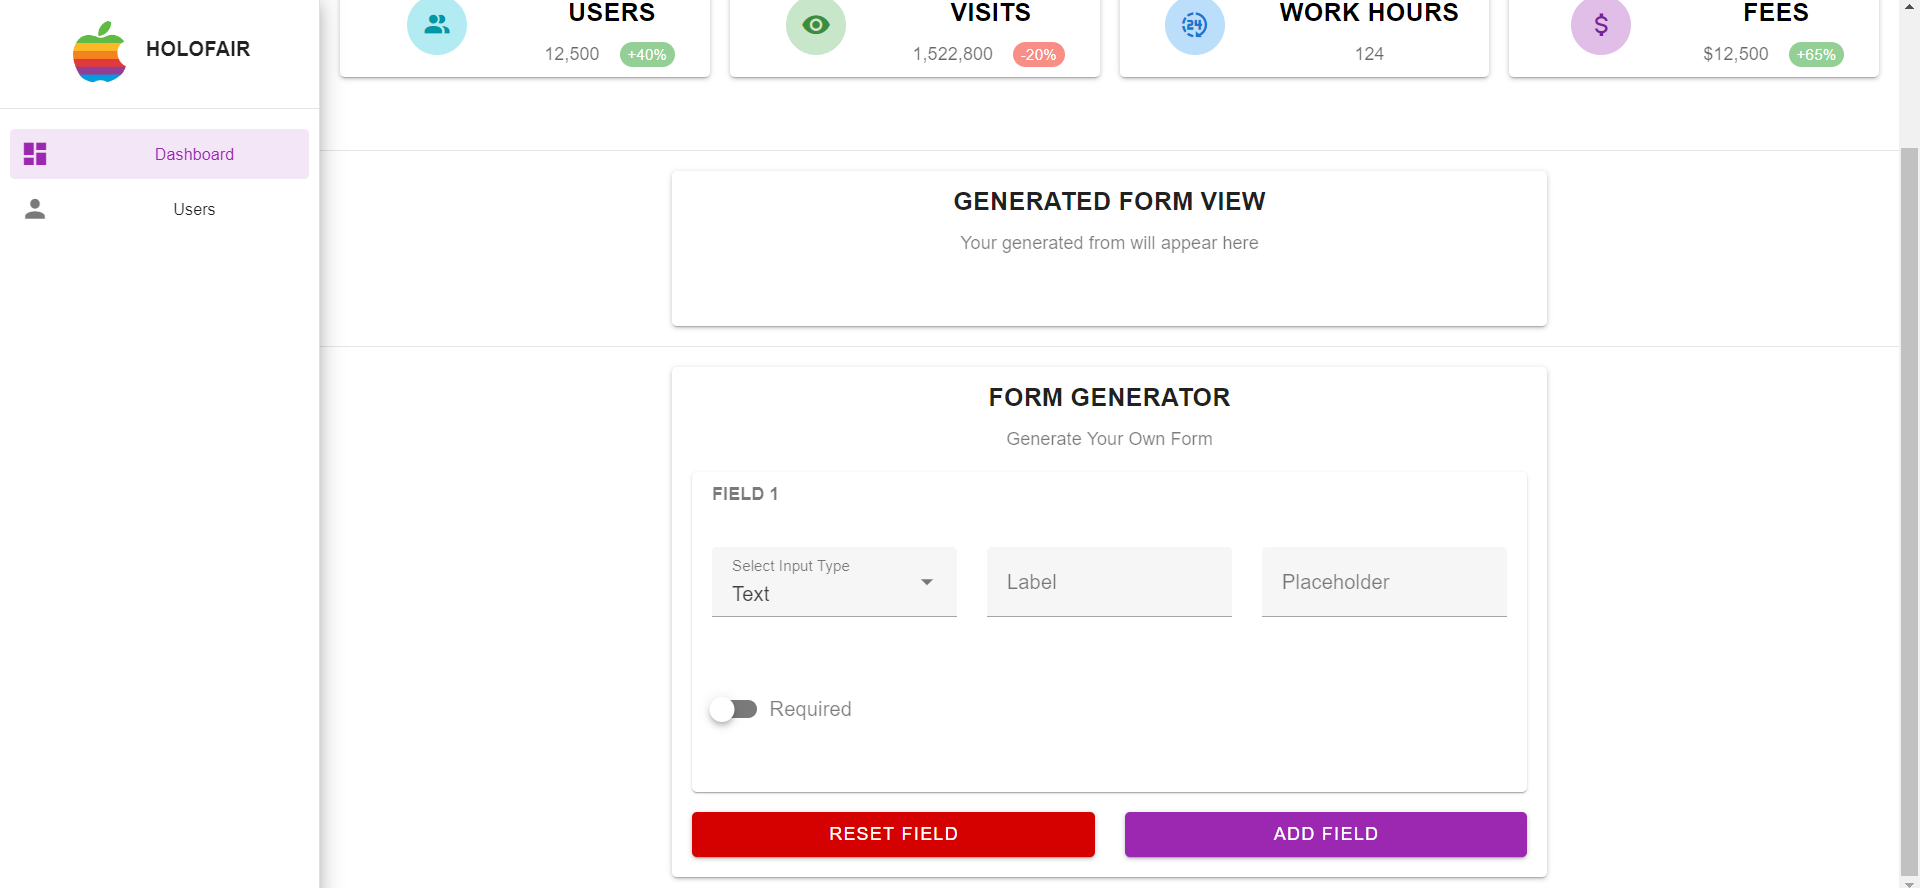 HOLOFAIR
Dashboard
Users
USERS
12,500 +40%
VISITS
1,522,800 -20%
24
WORK HOURS
124
$
FEES
$12,500 +65%
GENERATED FORM VIEW
Your generated from will appear here
FORM GENERATOR
Generate Your Own Form
FIELD 1
Select Input Type
Text
Label
Placeholder
Required
RESET FIELD
ADD FIELD